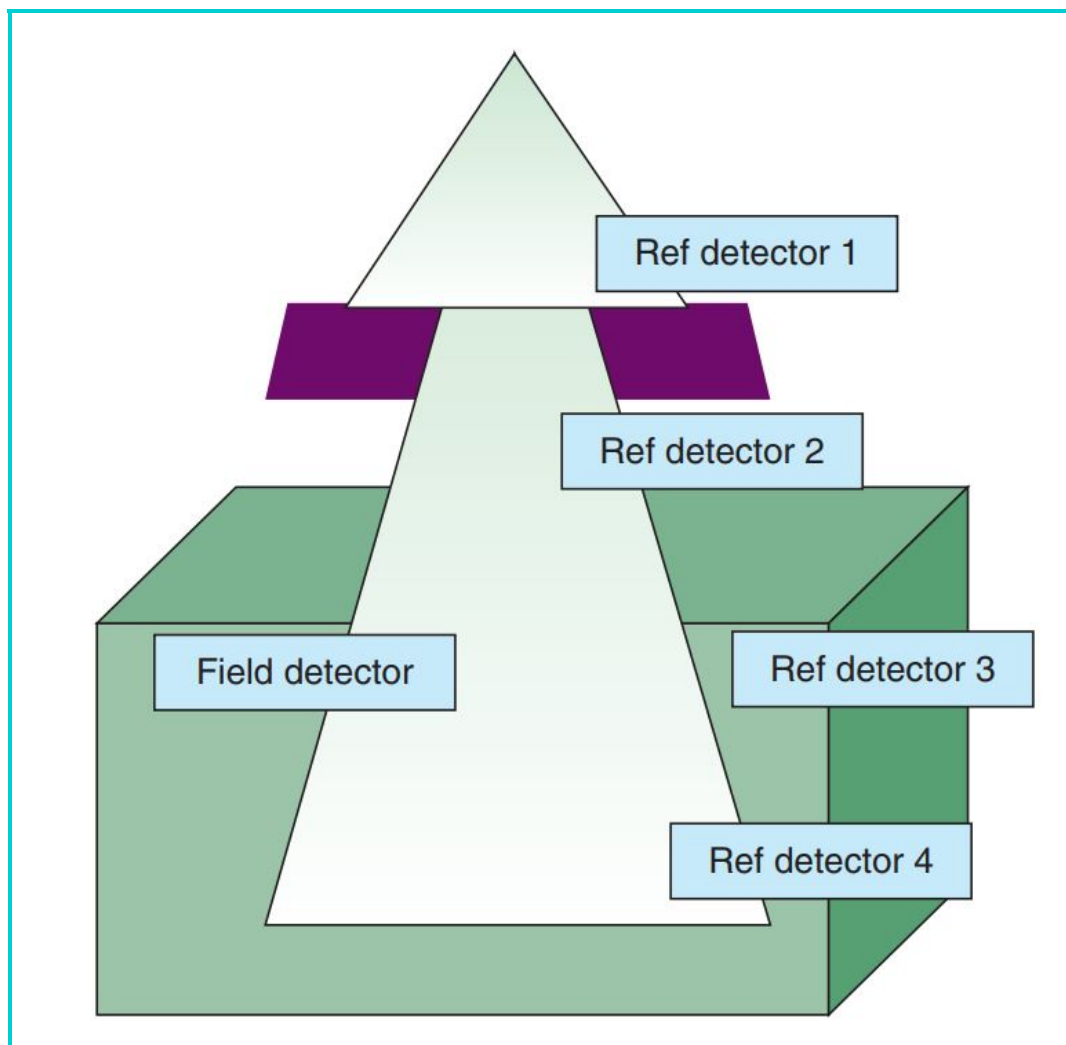 Ref detector 1
Ref detector 2
Field detector
Ref detector 3
Ref detector 4